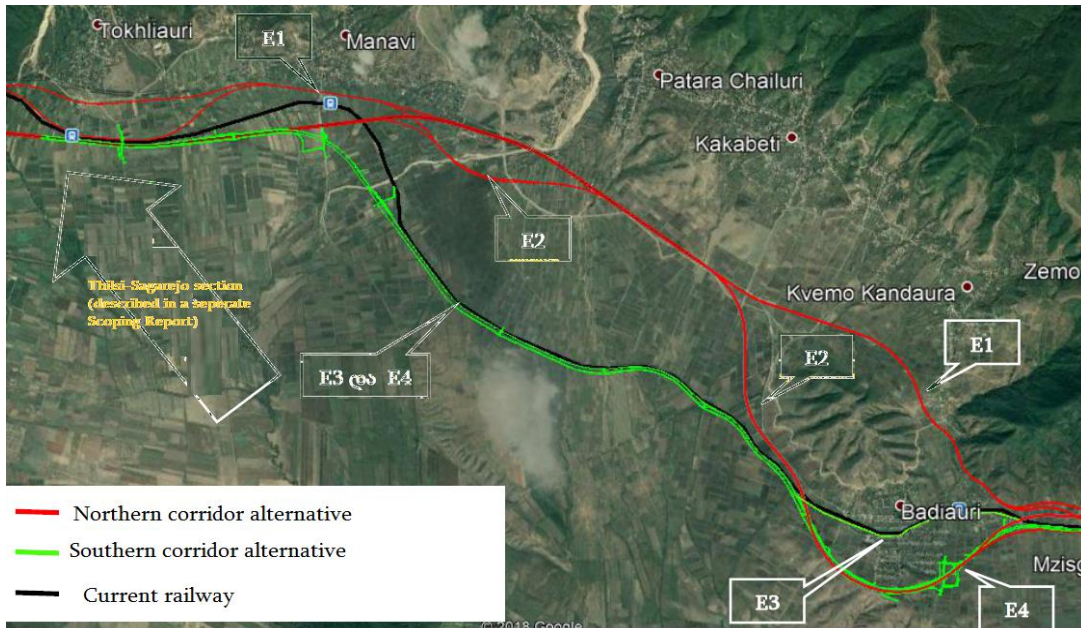 Tokhliauri
E1
Manavi
Patara Chailuri
Kakabeti
E2
Zemo
Kvemo Kandaura
Tbilsi-Sagarejo section
(described in a seperate
Scoping Report)
E1
E2
E3 და E4
Badiauri
Northern corridor alternative
Southern corridor alternative
Current railway
Mzisg
E3
E4
© 2018 Google